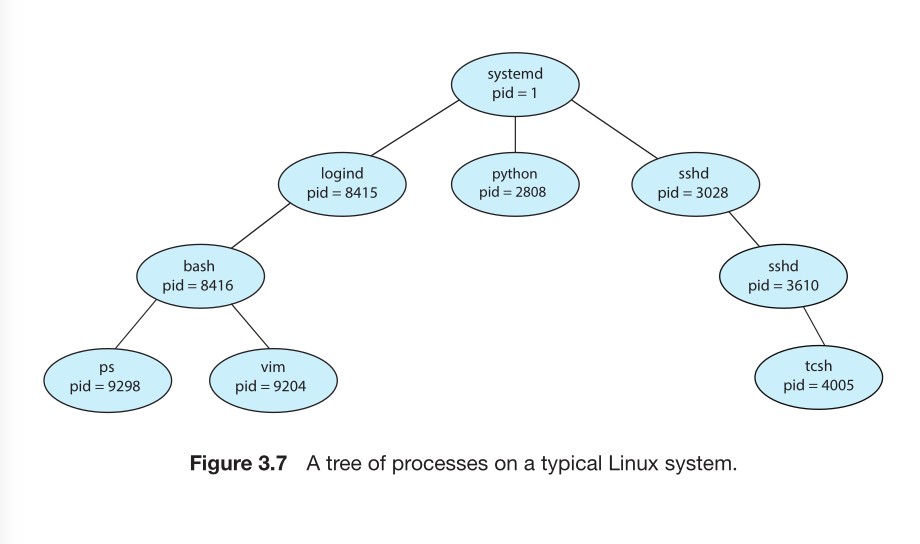 systemd
pid = 1
logind
pid = 8415
python
pid = 2808
sshd
pid = 3028
bash
pid = 8416
sshd
pid = 3610
ps
pid = 9298
vim
pid = 9204
tcsh
pid = 4005
Figure 3.7 A tree of processes on a typical Linux system.